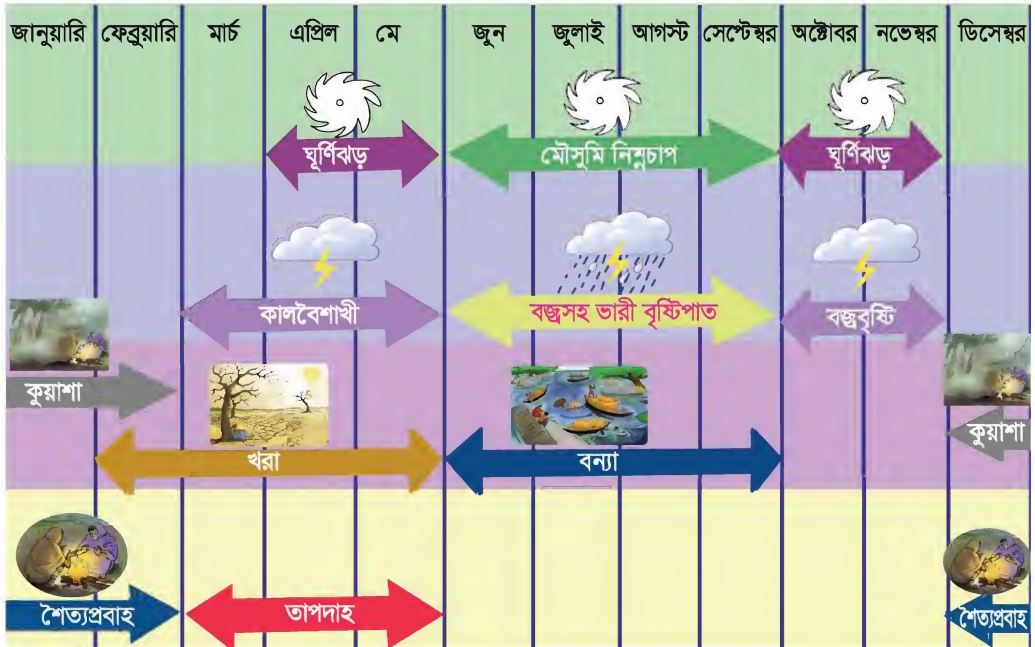 জানুয়ারি ফেব্রুয়ারি মার্চ এপ্রিল মে জুন জুলাই আগস্ট সেপ্টেম্বর অক্টোবর নভেম্বর ডিসেম্বর
ঘূর্ণিঝড় মৌসুমি নিম্নচাপ ঘূর্ণিঝড়
কালবৈশাখী বজ্রসহ ভারী বৃষ্টিপাত বজ্রবৃষ্টি
কুয়াশা
কুয়াশা
খরা বন্যা
শৈত্যপ্রবাহ তাপদাহ শৈত্যপ্রবাহ